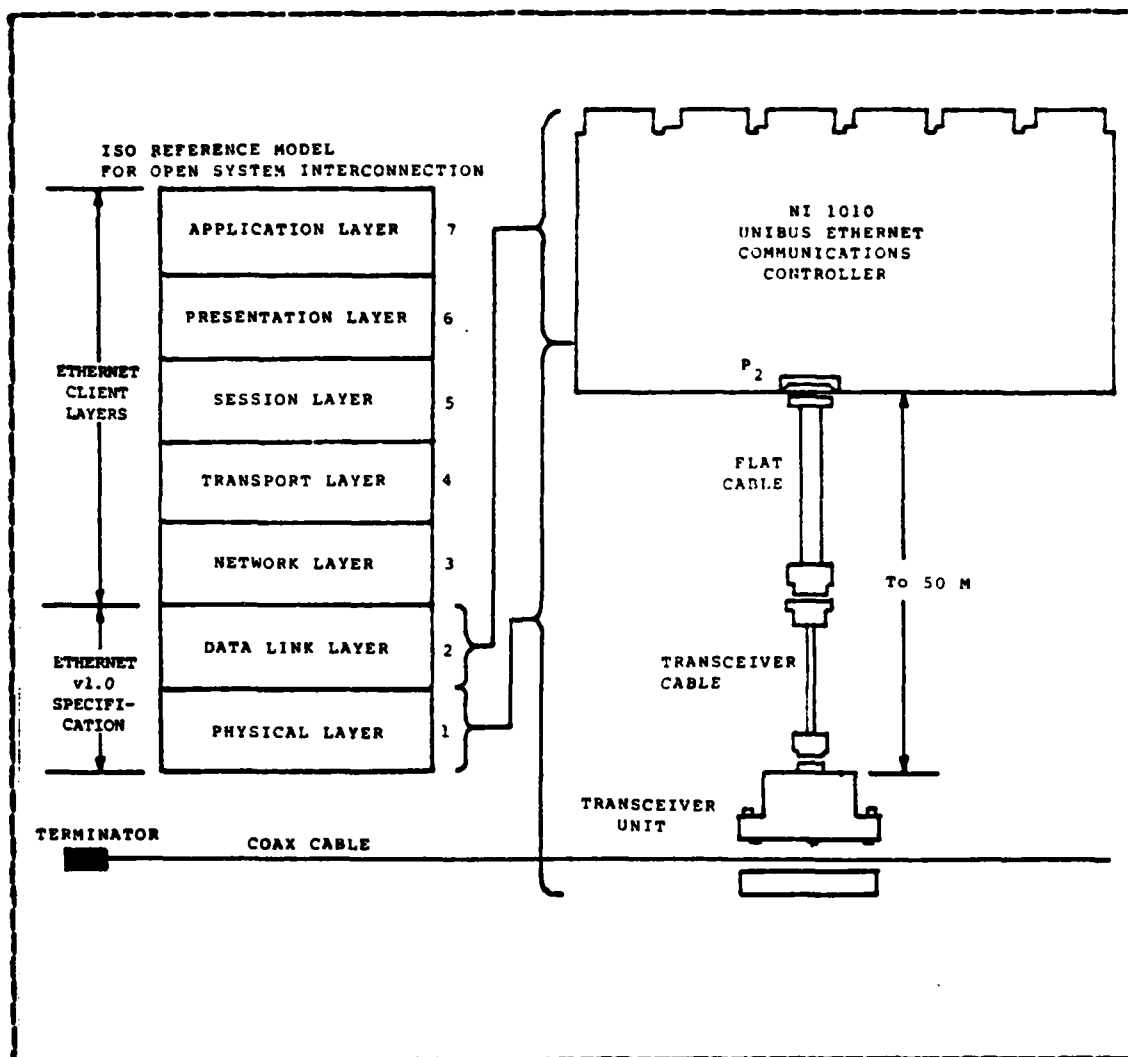 ISO REFERENCE MODEL
FOR OPEN SYSTEM INTERCONNECTION
APPLICATION LAYER 7
PRESENTATION LAYER 6
SESSION LAYER 5
TRANSPORT LAYER 4
NETWORK LAYER 3
DATA LINK LAYER 2
PHYSICAL LAYER 1
ETHERNET
CLIENT
LAYERS
ETHERNET
v1.0
SPECIFI-
CATION
NI 1010
UNIBUS ETHERNET
COMMUNICATIONS
CONTROLLER
P2
FLAT
CABLE
To 50 M
TRANSCEIVER
CABLE
TRANSCEIVER
UNIT
TERMINATOR
COAX CABLE